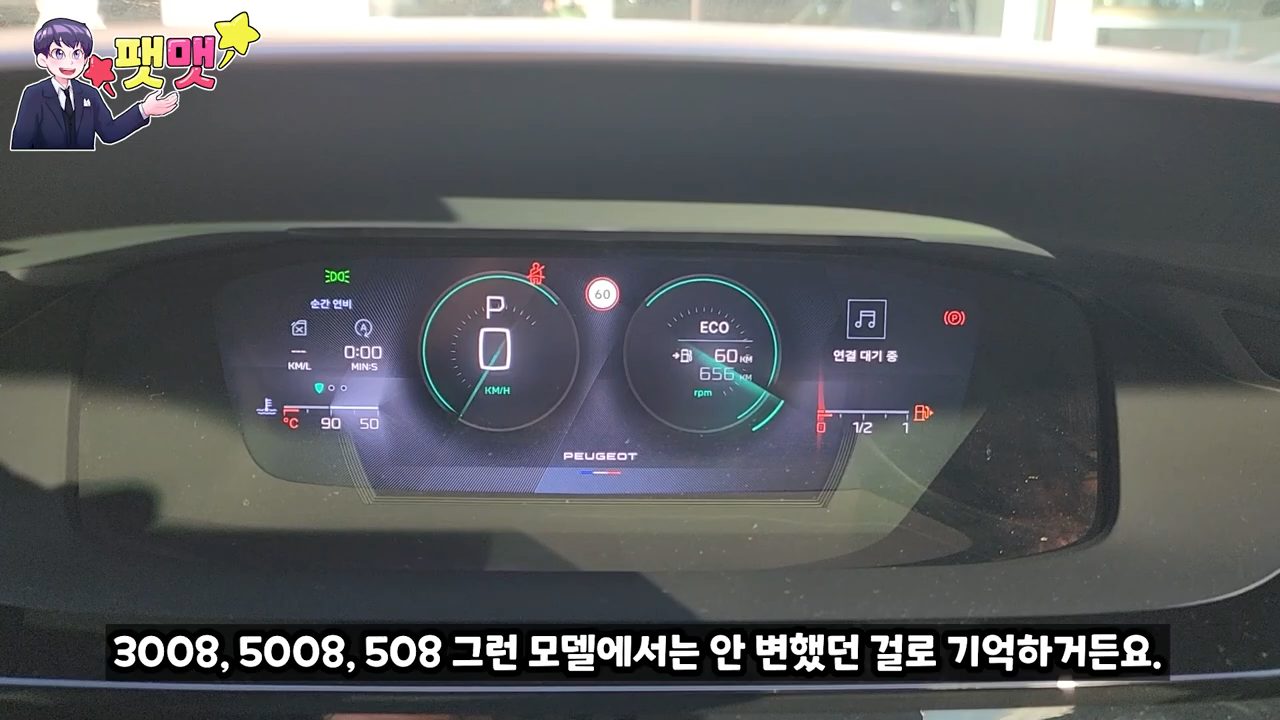 팻맷
순간 연비
P
60
ECO
A
--- 
0:00
KM/L
MIN:S
0
60 KM
656 KM
연결 대기 중
P
KM/H
rpm
°C
90
50
0
1/2
1
PEUGEOT
3008, 5008, 508 그런 모델에서는 안 변했던 걸로 기억하거든요.